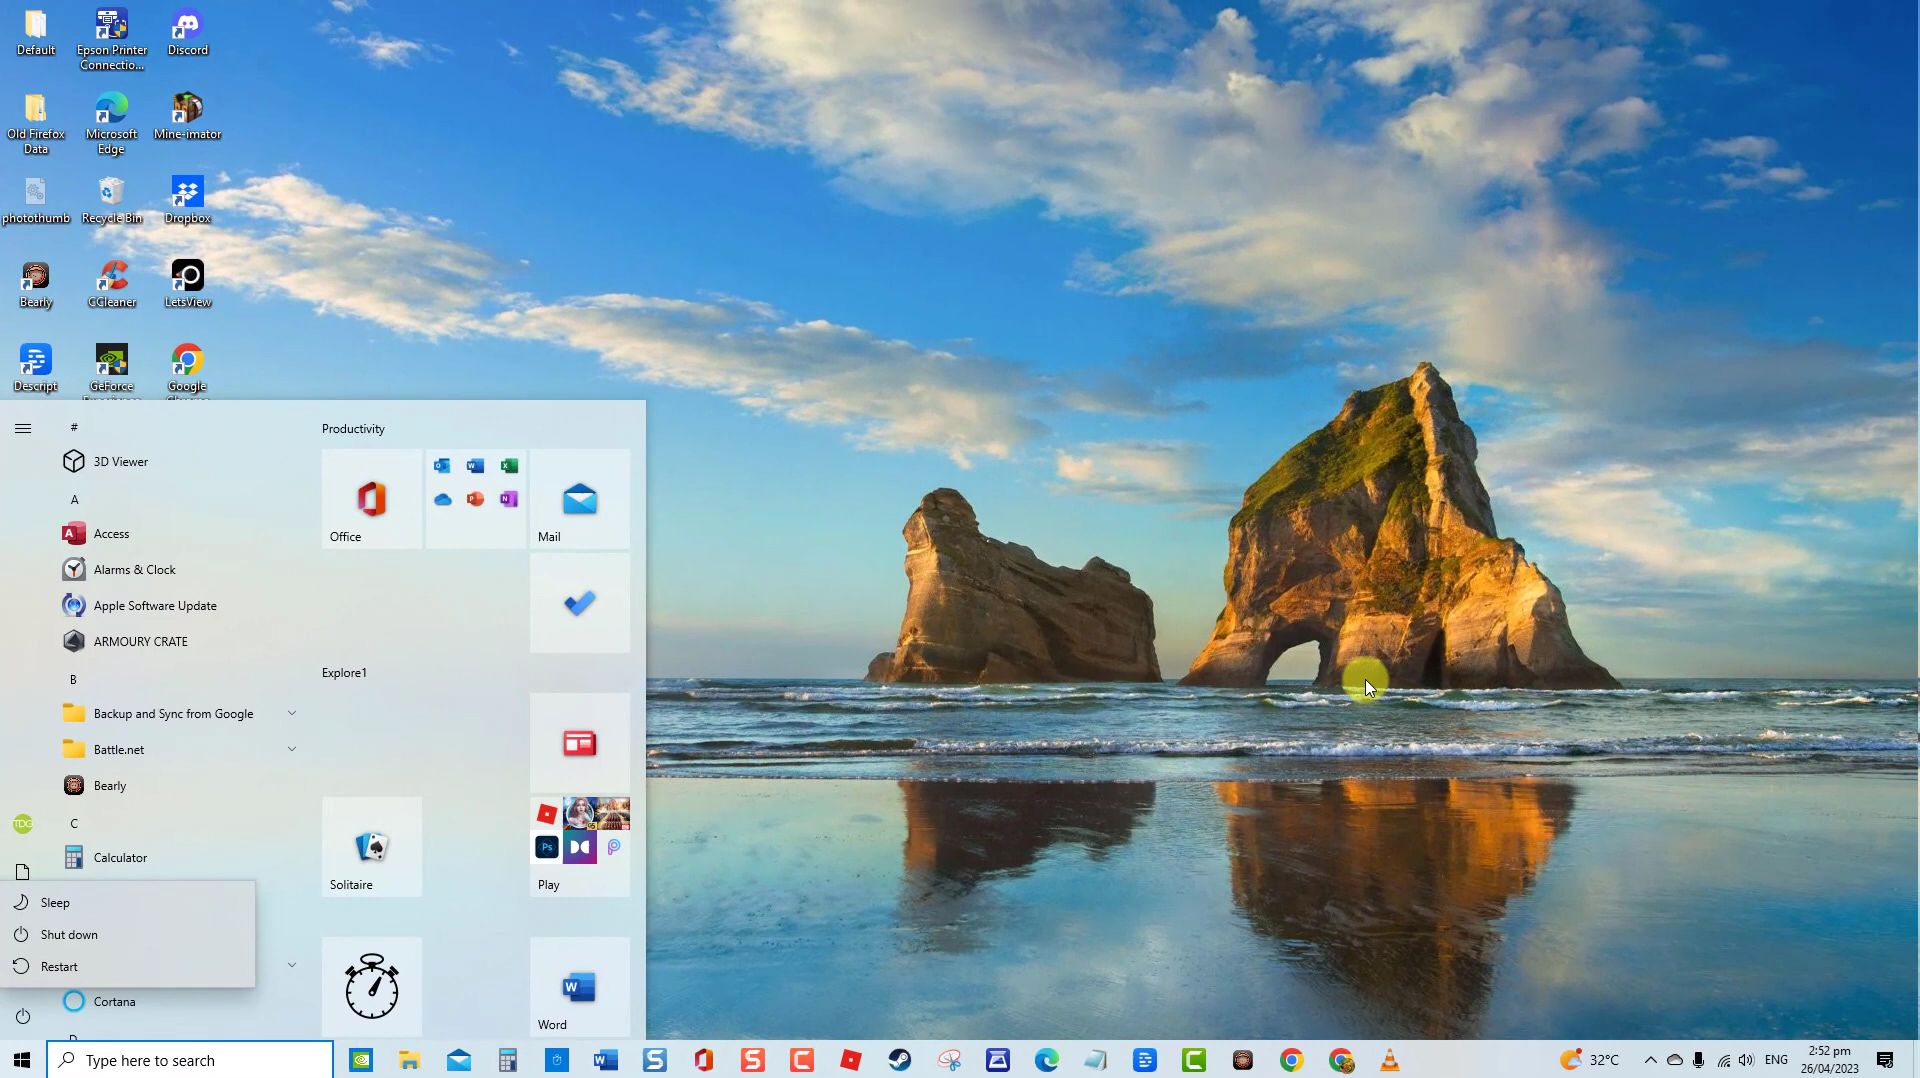 Default
Epson Printer
Connectio...
Discord
Old Firefox
Data
Microsoft
Edge
Mine-imator
photothumb
Recycle Bin
Dropbox
Bearly
CCleaner
LetsView
Descript
GeForce
Google
#
3D Viewer
A
Access
Alarms & Clock
Apple Software Update
ARMOURY CRATE
B
Backup and Sync from Google
Battle.net
Bearly
TDG
C
Calculator
Sleep
Shut down
Restart
Cortana
Productivity
Office
Mail
Explore1
Solitaire
Ps
Play
Word
Type here to search
32°C
ENG
2:52 pm
26/04/2023